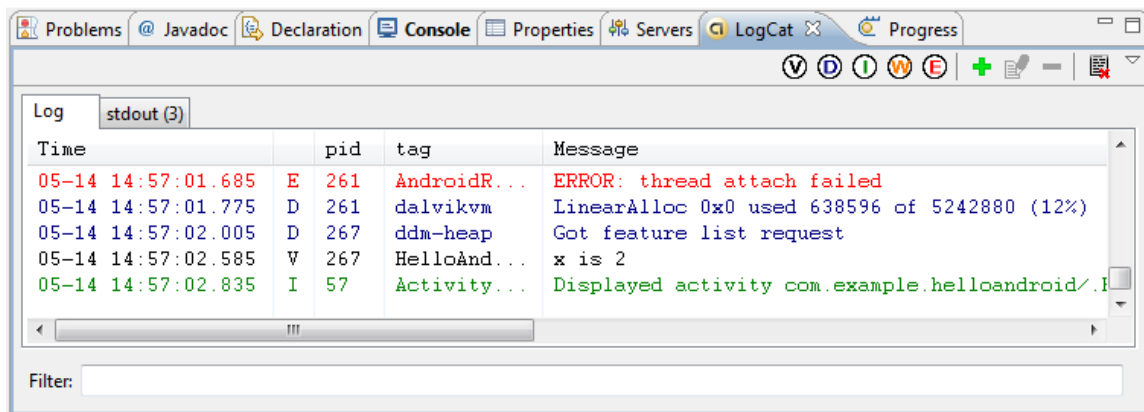 Problems @ Javadoc Declaration Console Properties Servers LogCat Progress
V D I W E
Log stdout (3)
Time pid tag Message
05-14 14:57:01.685 E 261 AndroidR... ERROR: thread attach failed
05-14 14:57:01.775 D 261 dalvikvm LinearAlloc 0x0 used 638596 of 5242880 (12%)
05-14 14:57:02.005 D 267 ddm-heap Got feature list request
05-14 14:57:02.585 V 267 HelloAnd... x is 2
05-14 14:57:02.835 I 57 Activity... Displayed activity com.example.helloandroid/.
Filter: